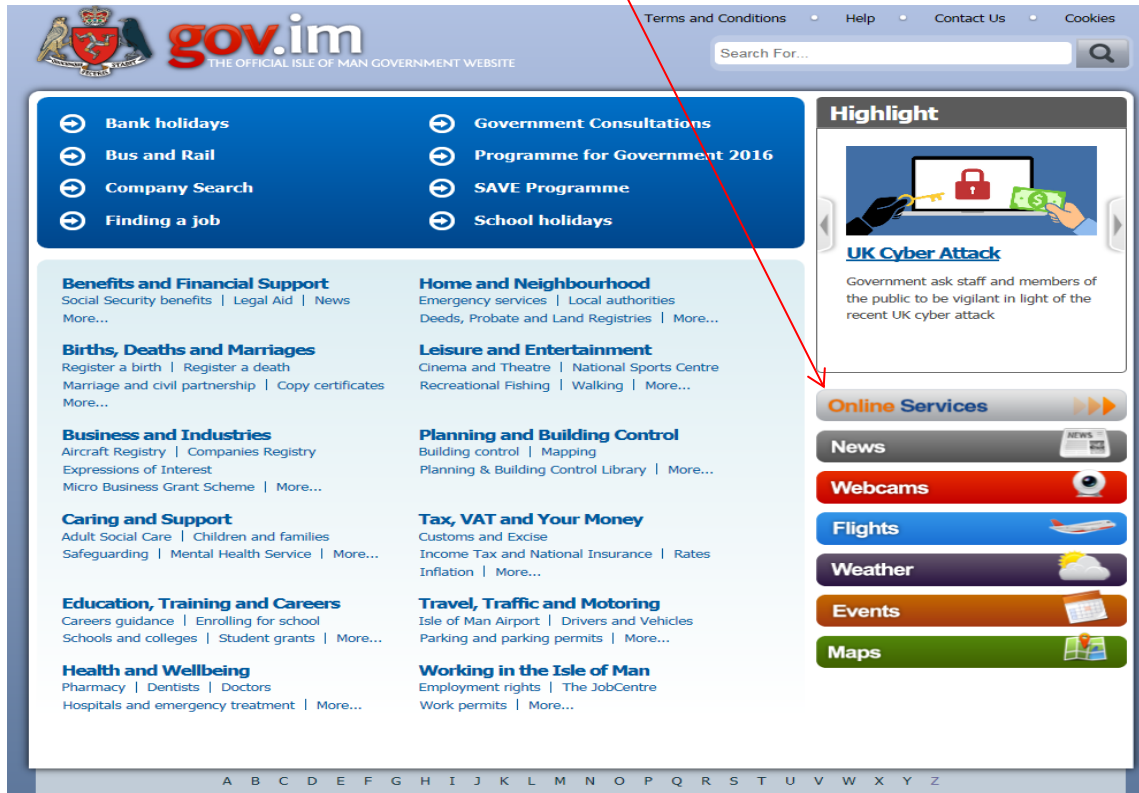 Terms and Conditions Help Contact Us Cookies
gov.im
THE OFFICIAL ISLE OF MAN GOVERNMENT WEBSITE
Search For...
Bank holidays
Bus and Rail
Company Search
Finding a job
Government Consultations
Programme for Government 2016
SAVE Programme
School holidays
Highlight
UK Cyber Attack
Government ask staff and members of
the public to be vigilant in light of the
recent UK cyber attack
Benefits and Financial Support
Social Security benefits | Legal Aid | News
More...
Births, Deaths and Marriages
Register a birth | Register a death
Marriage and civil partnership | Copy certificates
More...
Business and Industries
Aircraft Registry | Companies Registry
Expressions of Interest
Micro Business Grant Scheme | More...
Caring and Support
Adult Social Care | Children and families
Safeguarding | Mental Health Service | More...
Education, Training and Careers
Careers guidance | Enrolling for school
Schools and colleges | Student grants | More...
Health and Wellbeing
Pharmacy | Dentists | Doctors
Hospitals and emergency treatment | More...
Home and Neighbourhood
Emergency services | Local authorities
Deeds, Probate and Land Registries | More...
Leisure and Entertainment
Cinema and Theatre | National Sports Centre
Recreational Fishing | Walking | More...
Planning and Building Control
Building control | Mapping
Planning & Building Control Library | More...
Tax, VAT and Your Money
Customs and Excise
Income Tax and National Insurance | Rates
Inflation | More...
Travel, Traffic and Motoring
Isle of Man Airport | Drivers and Vehicles
Parking and parking permits | More...
Working in the Isle of Man
Employment rights | The JobCentre
Work permits | More...
Online Services
News
NEWS
Webcams
Flights
Weather
Events
Maps
A B C D E F G H I J K L M N O P Q R S T U V W X Y Z